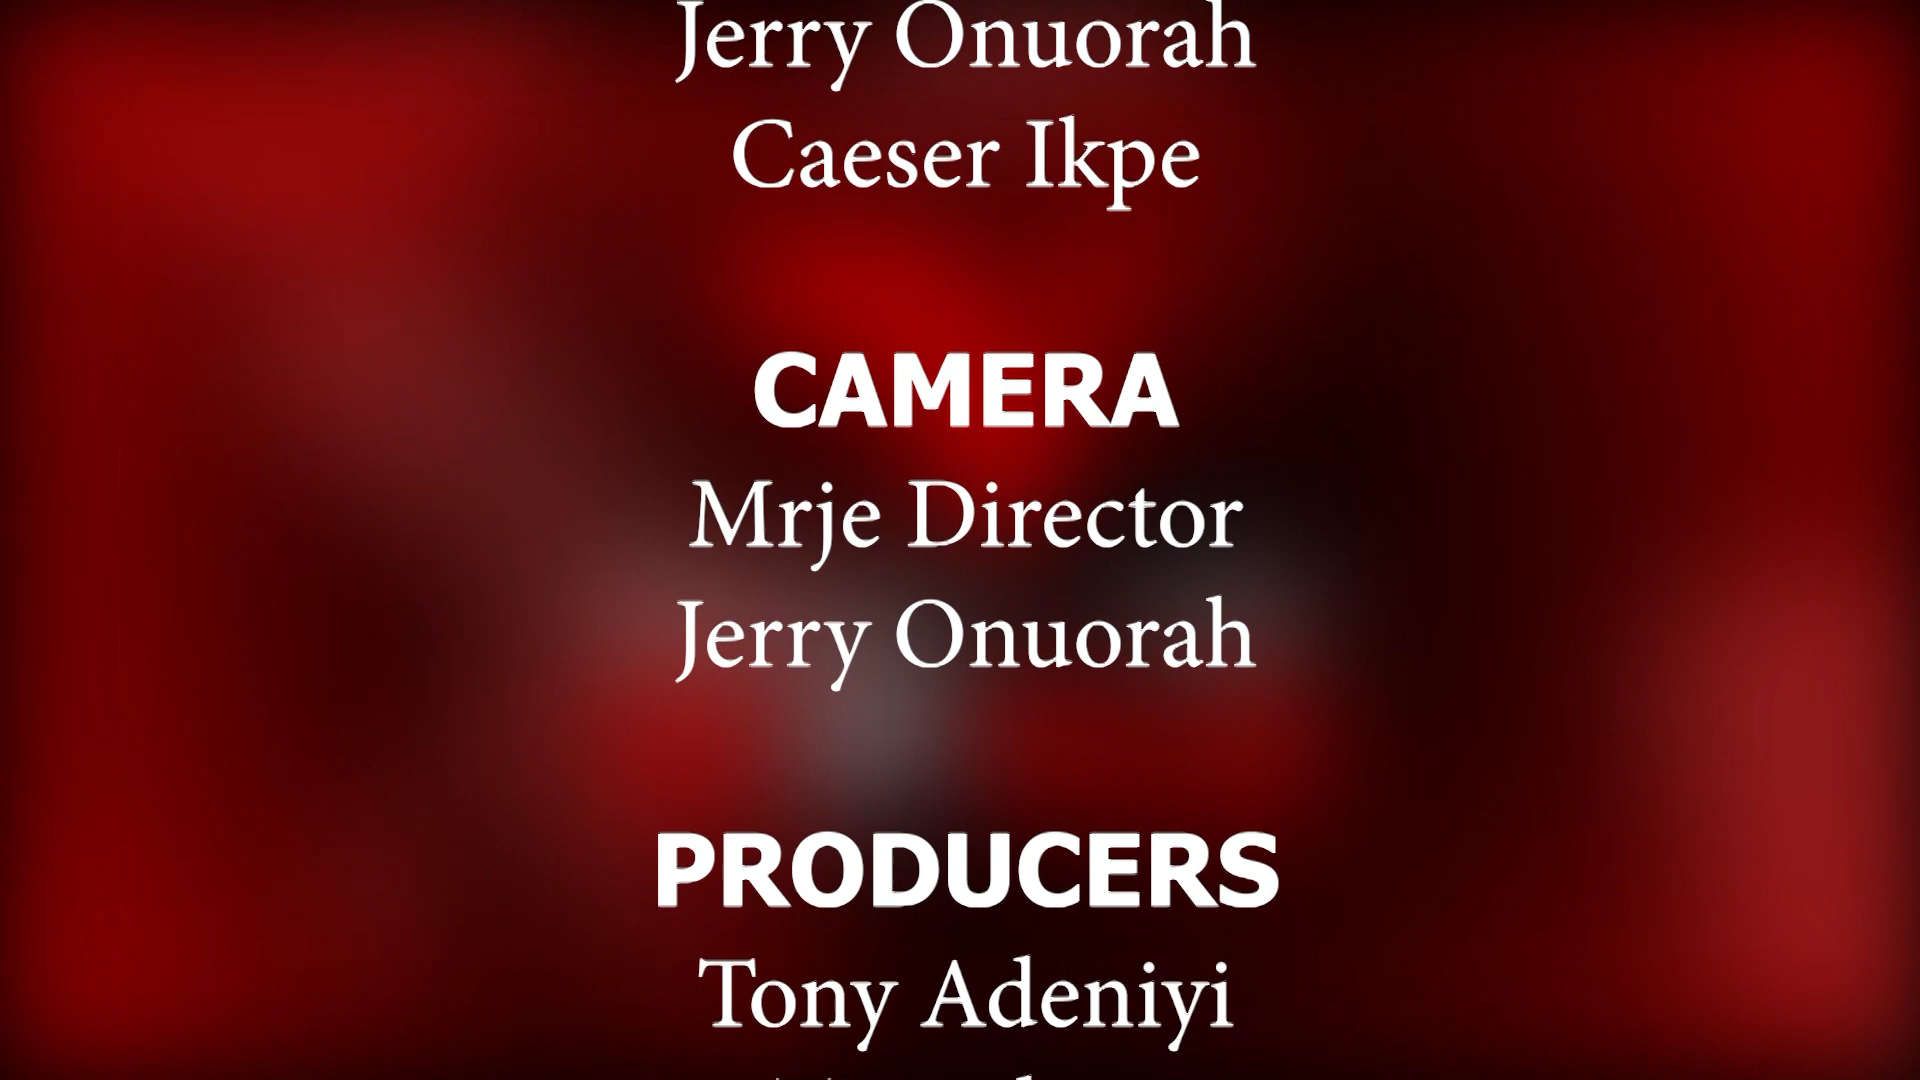 Jerry Onuorah
Caeser Ikpe
CAMERA
Mrje Director
Jerry Onuorah
PRODUCERS
Tony Adeniyi